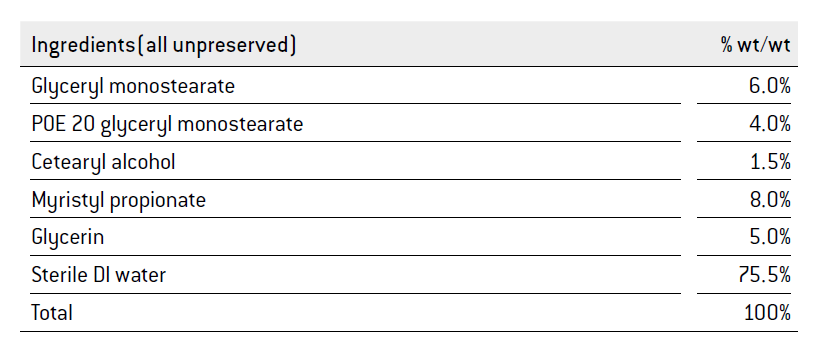 Ingredients(all unpreserved) % wt/wt
Glyceryl monostearate 6.0%
POE 20 glyceryl monostearate 4.0%
Cetearyl alcohol 1.5%
Myristyl propionate 8.0%
Glycerin 5.0%
Sterile DI water 75.5%
Total 100%